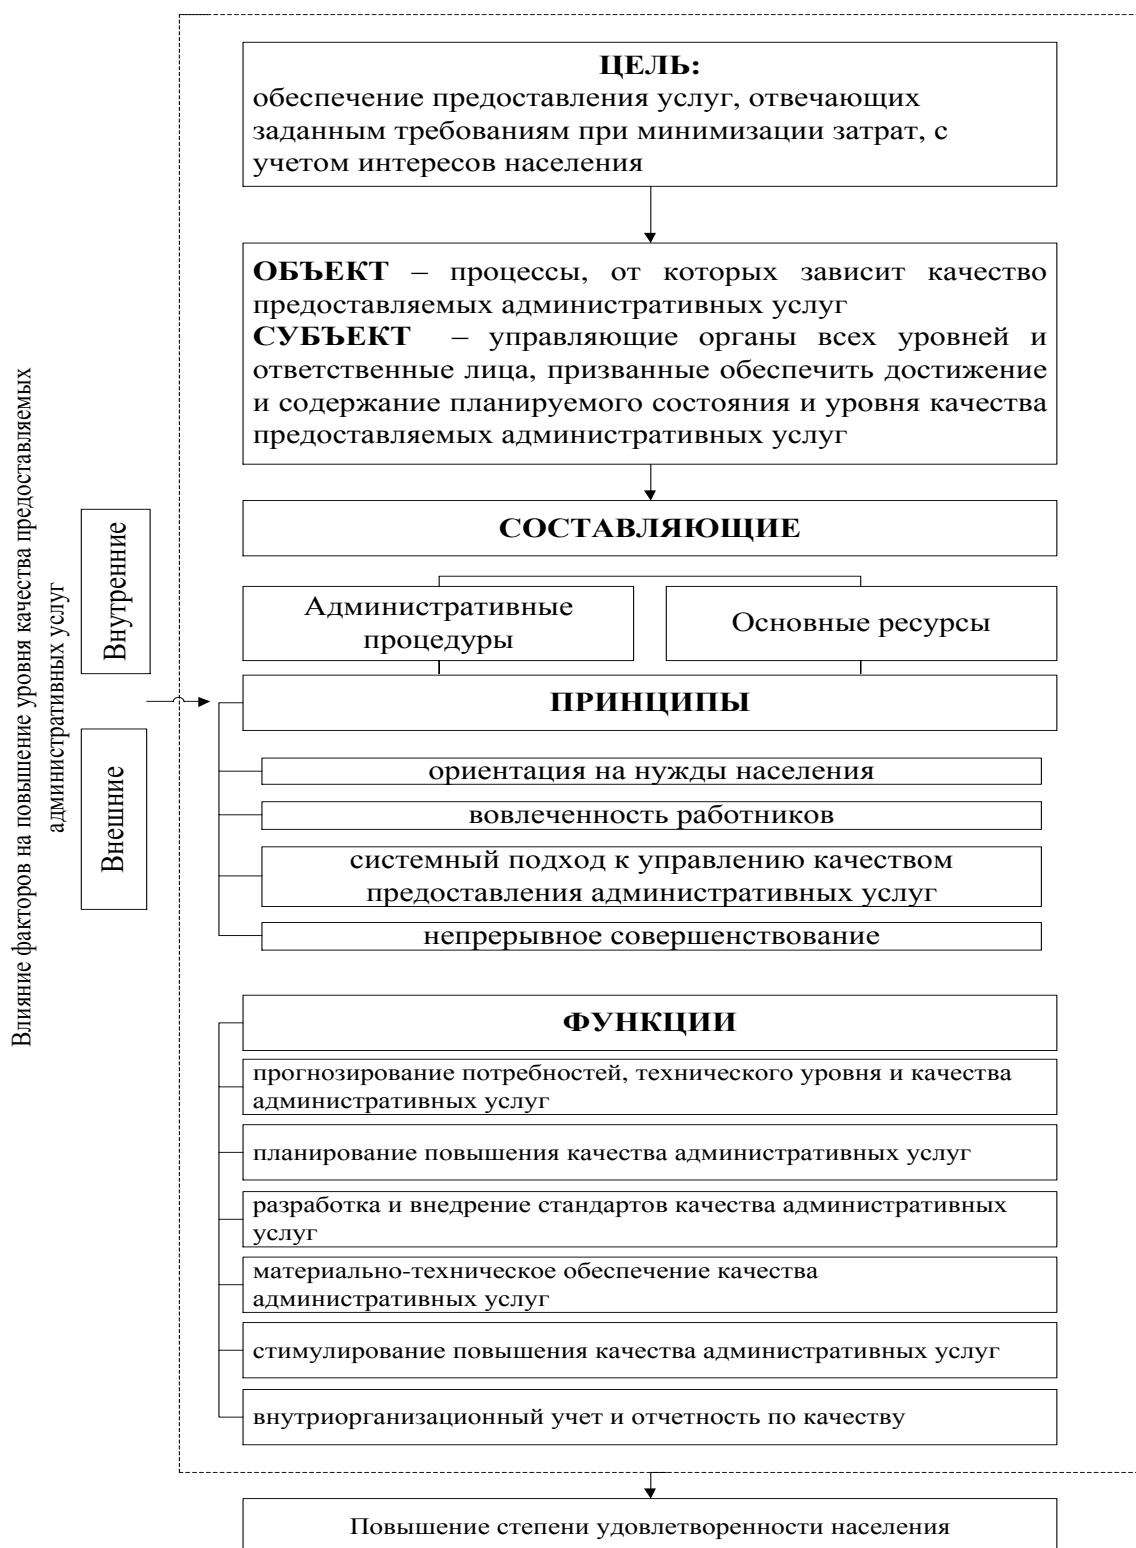 ЦЕЛЬ:
обеспечение предоставления услуг, отвечающих
заданным требованиям при минимизации затрат, с
учетом интересов населения
ОБЪЕКТ – процессы, от которых зависит качество
предоставляемых административных услуг
СУБЪЕКТ – управляющие органы всех уровней и
ответственные лица, призванные обеспечить достижение
и содержание планируемого состояния и уровня качества
предоставляемых административных услуг
Влияние факторов на повышение уровня качества предоставляемых
административных услуг
Внутренние
Внешние
СОСТАВЛЯЮЩИЕ
Административные
процедуры
Основные ресурсы
ПРИНЦИПЫ
ориентация на нужды населения
вовлеченность работников
системный подход к управлению качеством
предоставления административных услуг
непрерывное совершенствование
ФУНКЦИИ
прогнозирование потребностей, технического уровня и качества
административных услуг
планирование повышения качества административных услуг
разработка и внедрение стандартов качества административных
услуг
материально-техническое обеспечение качества
административных услуг
стимулирование повышения качества административных услуг
внутриорганизационный учет и отчетность по качеству
Повышение степени удовлетворенности населения